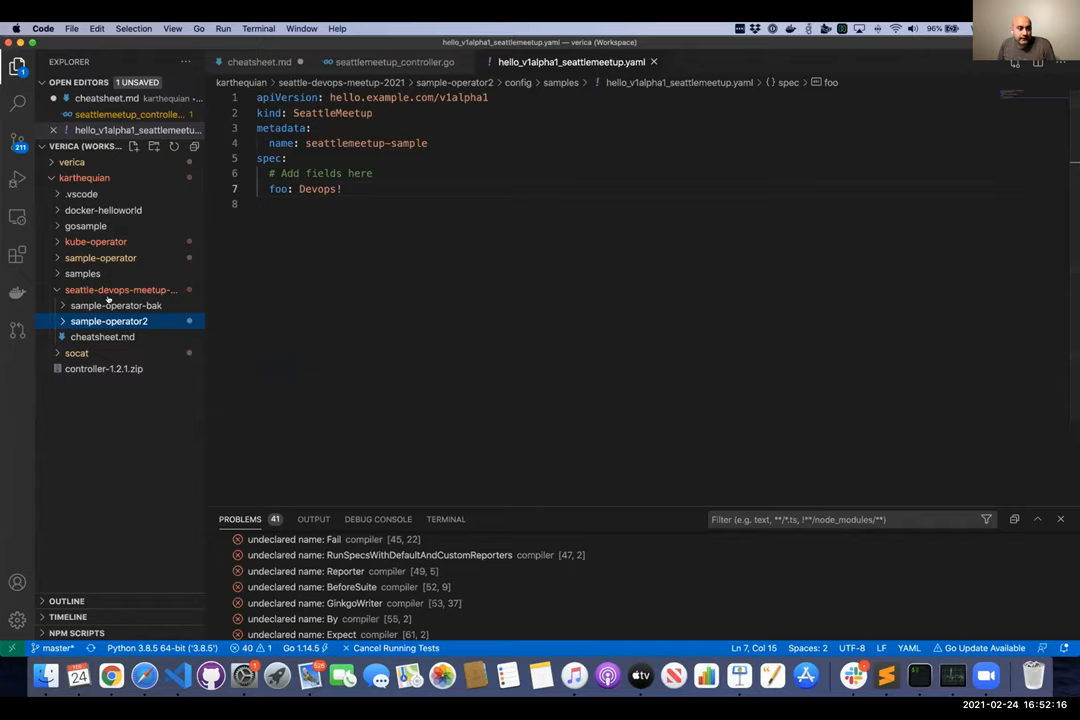 Code File Edit Selection View Go Run Terminal Window Help 96%
hello_v1alpha1_seattlemeetup.yaml — verica (Workspace)
EXPLORER
OPEN EDITORS 1 UNSAVED
cheatsheet.md karthequian • ...
seattlemeetup_controlle... 1
hello_v1alpha1_seattlemeetu...
VERICA (WORKS...
verica
karthequian
.vscode
docker-helloworld
gosample
kube-operator
sample-operator
samples
seattle-devops-meetup-...
sample-operator-bak
sample-operator2
cheatsheet.md
socat
controller-1.2.1.zip
OUTLINE
TIMELINE
NPM SCRIPTS
1
211
cheatsheet.md
seattlemeetup_controller.go
hello_v1alpha1_seattlemeetup.yaml
karthequian > seattle-devops-meetup-2021 > sample-operator2 > config > samples > ! hello_v1alpha1_seattlemeetup.yaml > {} spec > foo
1 apiVersion: hello.example.com/v1alpha1
2 kind: SeattleMeetup
3 metadata:
4 name: seattlemeetup-sample
5 spec:
6 # Add fields here
7 foo: Devops!
8
PROBLEMS 41 OUTPUT DEBUG CONSOLE TERMINAL
Filter (e.g. text, **/*.ts, !**/node_modules/**)
undeclared name: Fail compiler [45, 22]
undeclared name: RunSpecsWithDefaultAndCustomReporters compiler [47, 2]
undeclared name: Reporter compiler [49, 5]
undeclared name: BeforeSuite compiler [52, 9]
undeclared name: GinkgoWriter compiler [53, 37]
undeclared name: By compiler [55, 2]
undeclared name: Expect compiler [61, 2]
master* Python 3.8.5 64-bit ('3.8.5') 40 1 Go 1.14.5 Cancel Running Tests Ln 7, Col 15 Spaces: 2 UTF-8 LF YAML Go Update Available
24
tv
2021-02-24 16:52:16